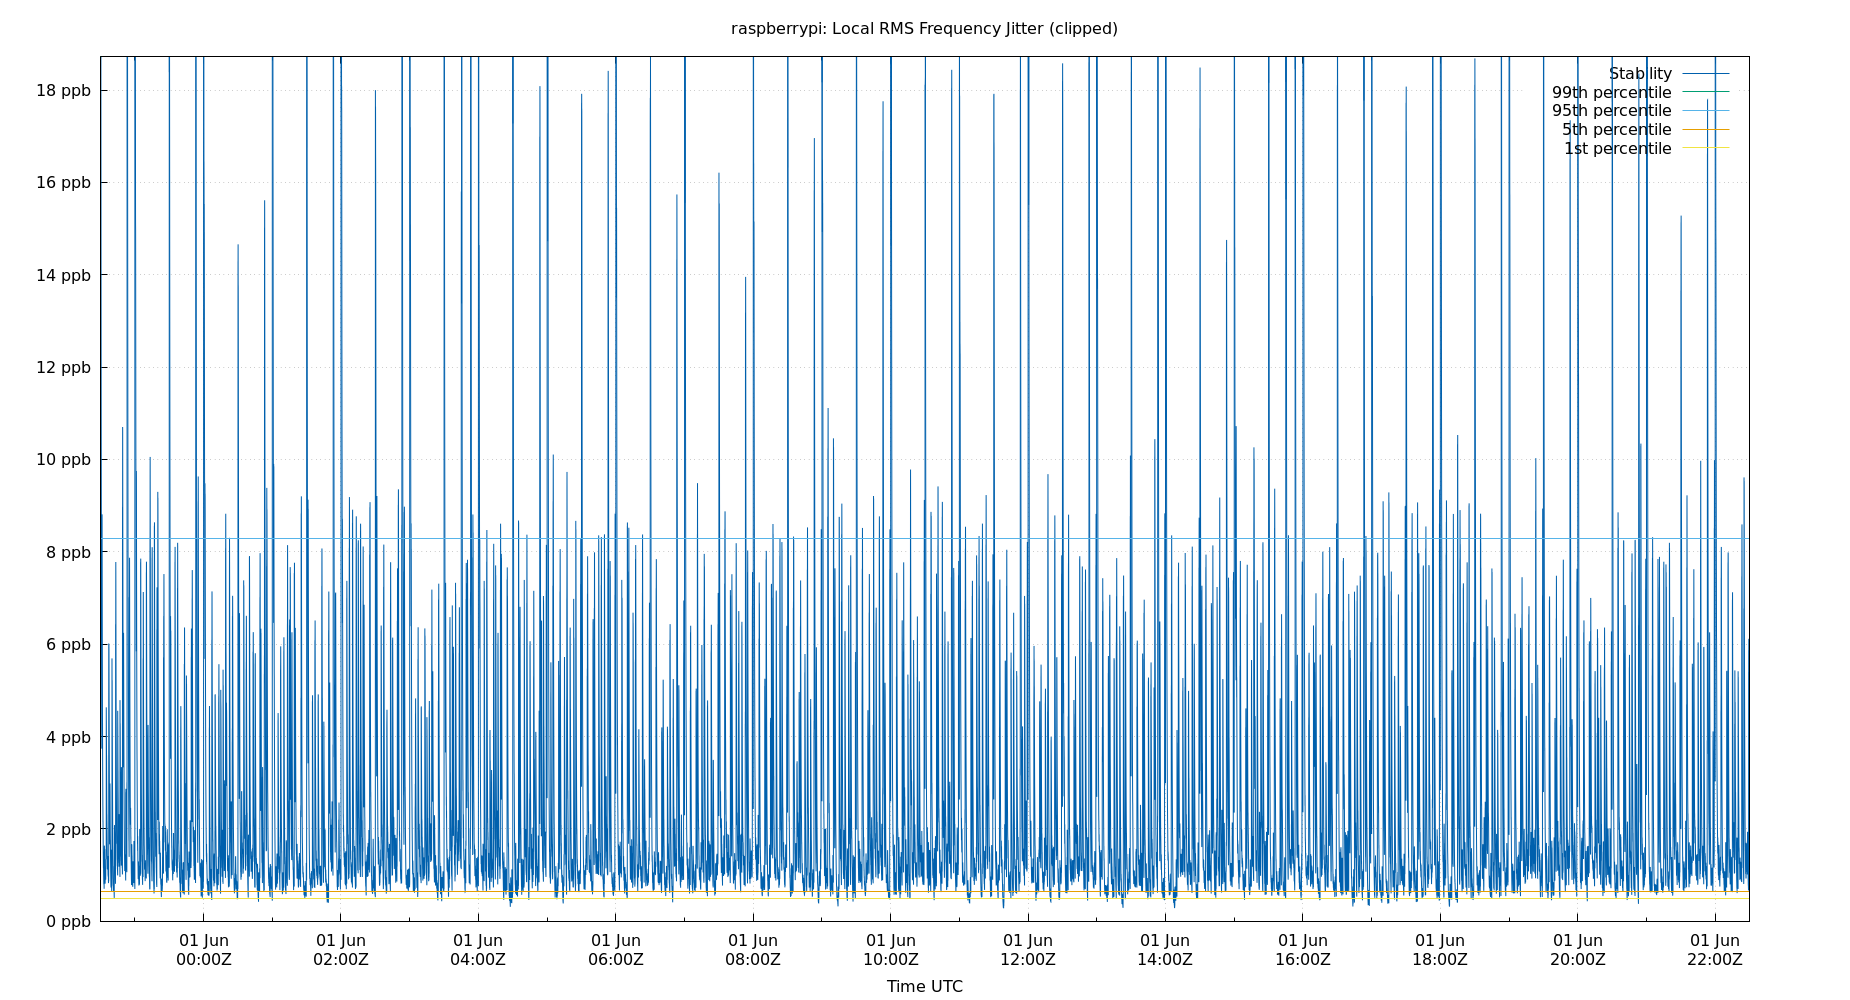 raspberrypi: Local RMS Frequency Jitter (clipped)
Stability
99th percentile
95th percentile
5th percentile
1st percentile
18 ppb
16 ppb
14 ppb
12 ppb
10 ppb
8 ppb
6 ppb
4 ppb
2 ppb
0 ppb
01 Jun 01 Jun 01 Jun 01 Jun 01 Jun 01 Jun 01 Jun 01 Jun 01 Jun 01 Jun 01 Jun 01 Jun
00:00Z 02:00Z 04:00Z 06:00Z 08:00Z 10:00Z 12:00Z 14:00Z 16:00Z 18:00Z 20:00Z 22:00Z
Time UTC